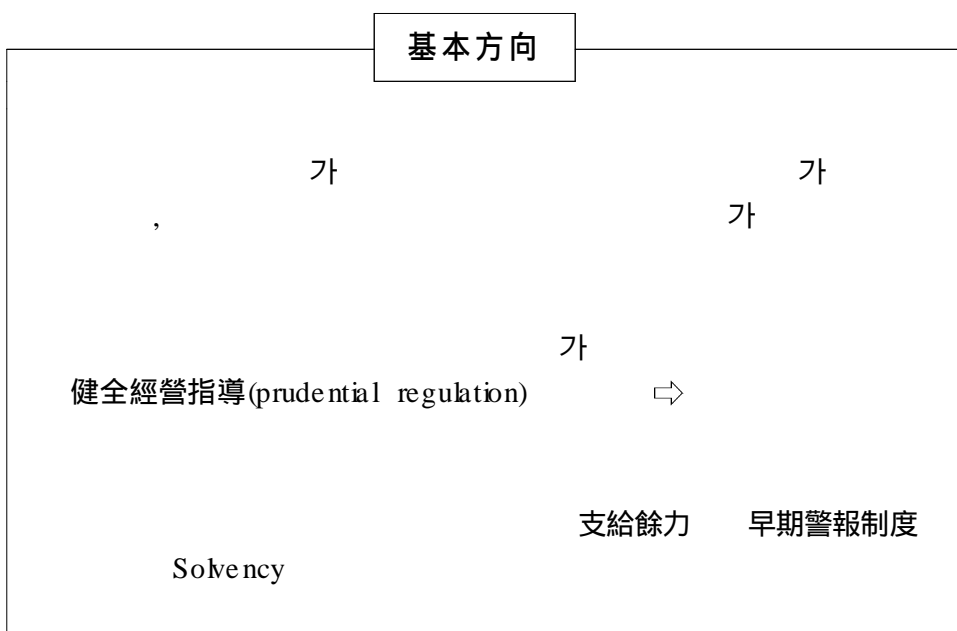 基本方向
가 가
, 가
가
健全經營指導(prudential regulation) ⇨
支給餘力 早期警報制度
Solvency